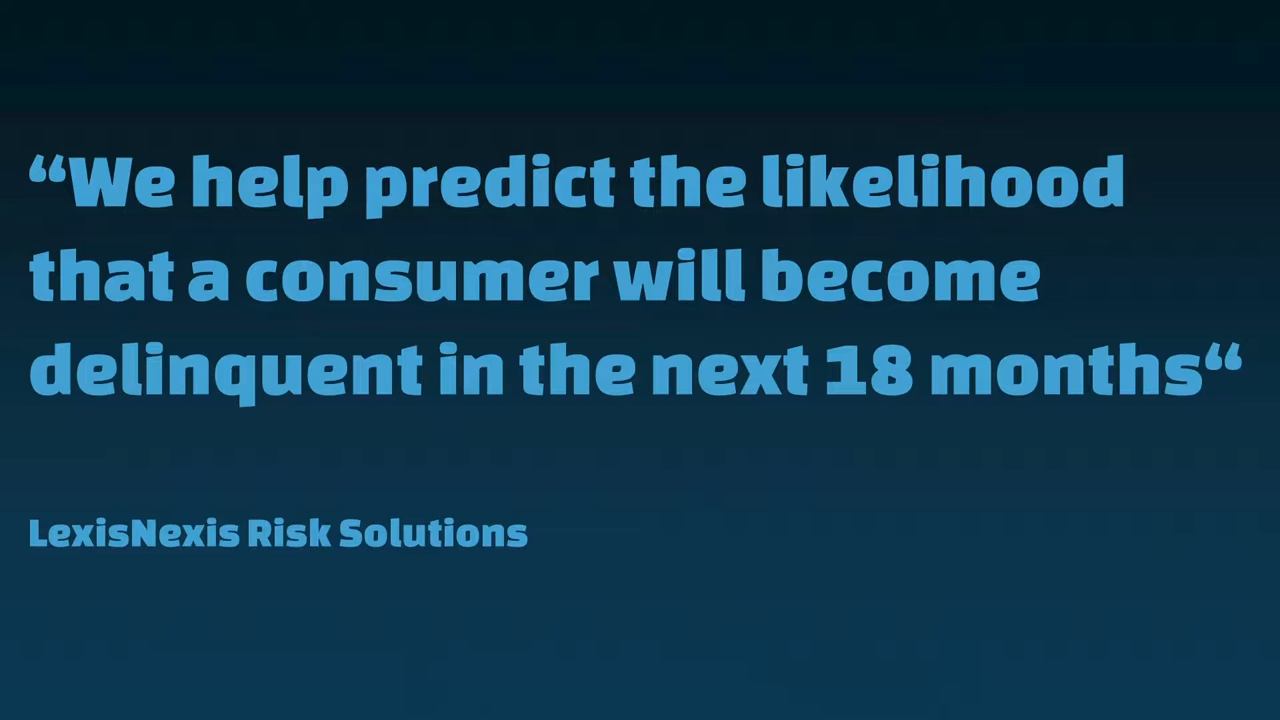 “We help predict the likelihood
that a consumer will become
delinquent in the next 18 months“
LexisNexis Risk Solutions